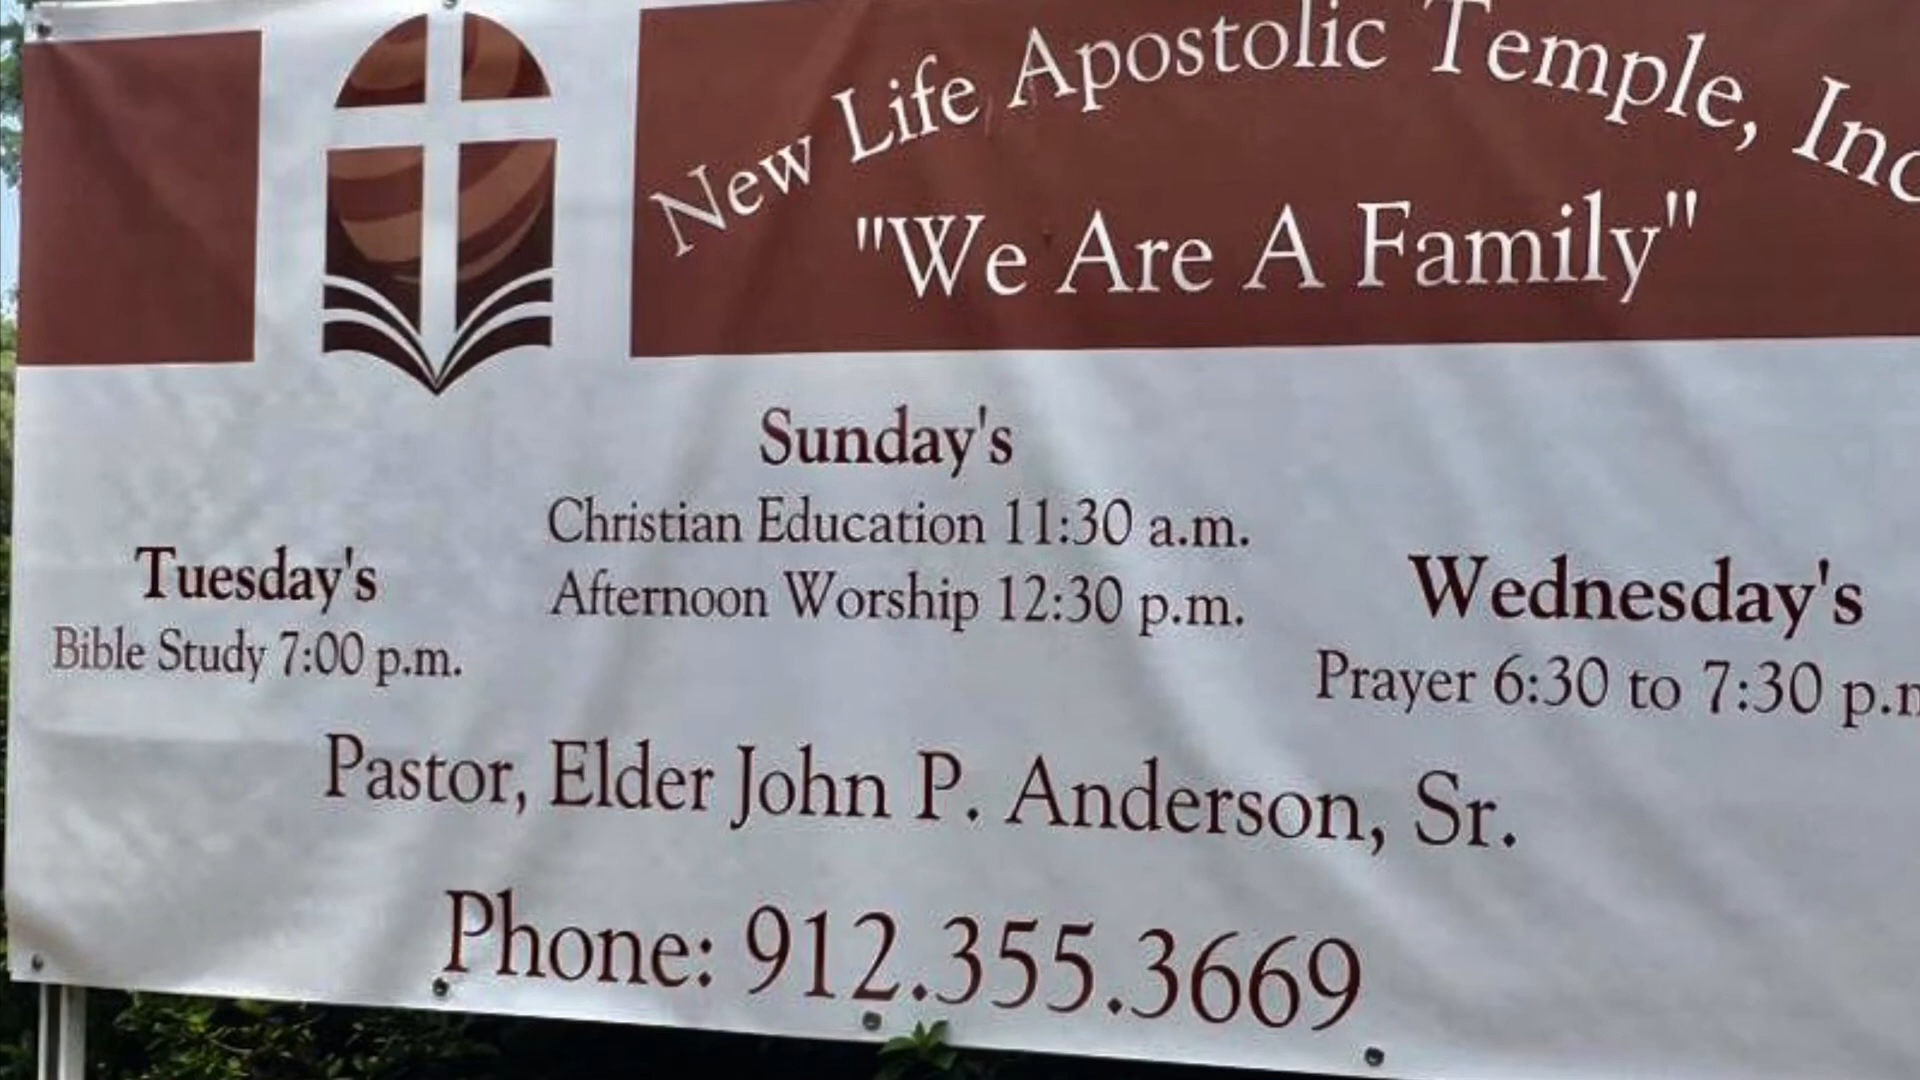 New Life Apostolic Temple, Inc
"We Are A Family"
Sunday's
Christian Education 11:30 a.m.
Afternoon Worship 12:30 p.m.
Tuesday's
Bible Study 7:00 p.m.
Wednesday's
Prayer 6:30 to 7:30 p.m
Pastor, Elder John P. Anderson, Sr.
Phone: 912.355.3669